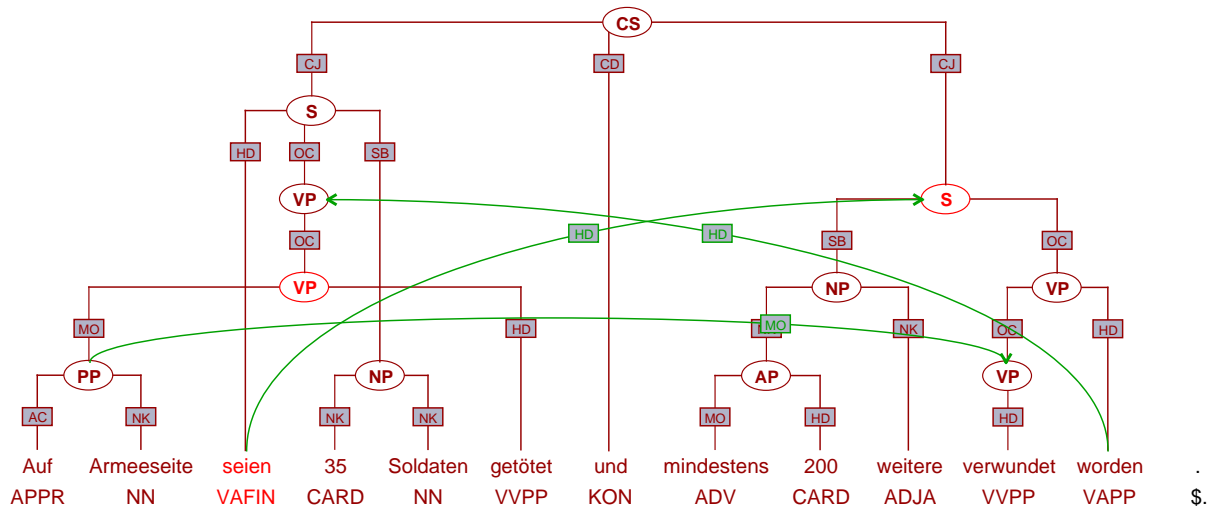 CS
CJ CD CJ
S
HD OC SB
VP S
HD HD SB OC
OC
VP NP VP
MO HD MO NK OC HD
PP NP AP VP
AC NK NK NK MO HD HD
Auf Armeeseite seien 35 Soldaten getötet und mindestens 200 weitere verwundet worden .
APPR NN VAFIN CARD NN VVPP KON ADV CARD ADJA VVPP VAPP $.